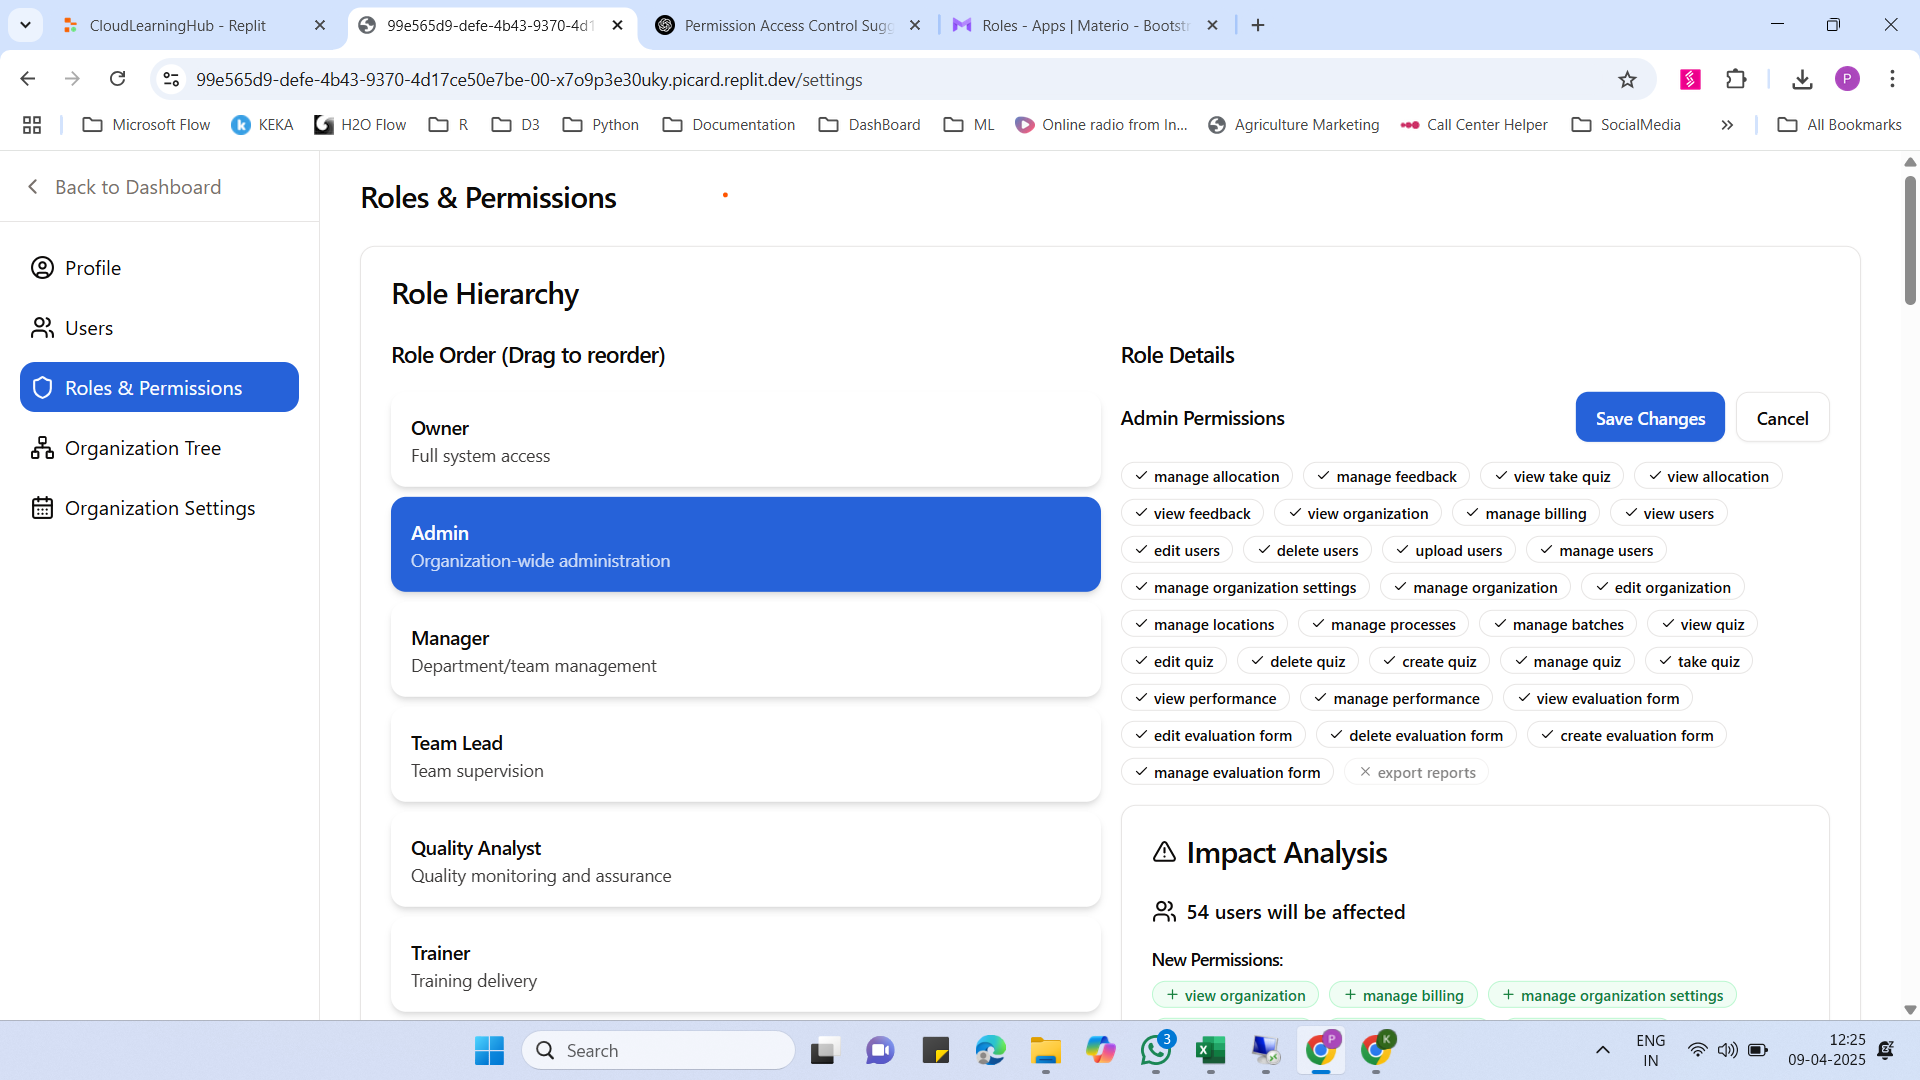 CloudLearningHub - Replit
99e565d9-defe-4b43-9370-4d1
Permission Access Control Sugg
Roles - Apps | Materio - Bootstr
99e565d9-defe-4b43-9370-4d17ce50e7be-00-x7o9p3e30uky.picard.replit.dev/settings
P
Microsoft Flow
KEKA
H2O Flow
R
D3
Python
Documentation
DashBoard
ML
Online radio from In...
Agriculture Marketing
Call Center Helper
SocialMedia
All Bookmarks
Back to Dashboard
Profile
Users
Roles & Permissions
Organization Tree
Organization Settings
Roles & Permissions
Role Hierarchy
Role Order (Drag to reorder)
Owner
Full system access
Admin
Organization-wide administration
Manager
Department/team management
Team Lead
Team supervision
Quality Analyst
Quality monitoring and assurance
Trainer
Training delivery
Role Details
Admin Permissions
Save Changes
Cancel
manage allocation manage feedback view take quiz view allocation
view feedback view organization manage billing view users
edit users delete users upload users manage users
manage organization settings manage organization edit organization
manage locations manage processes manage batches view quiz
edit quiz delete quiz create quiz manage quiz take quiz
view performance manage performance view evaluation form
edit evaluation form delete evaluation form create evaluation form
manage evaluation form export reports
Impact Analysis
54 users will be affected
New Permissions:
+ view organization + manage billing + manage organization settings
Search
3
P
K
ENG
IN
12:25
09-04-2025